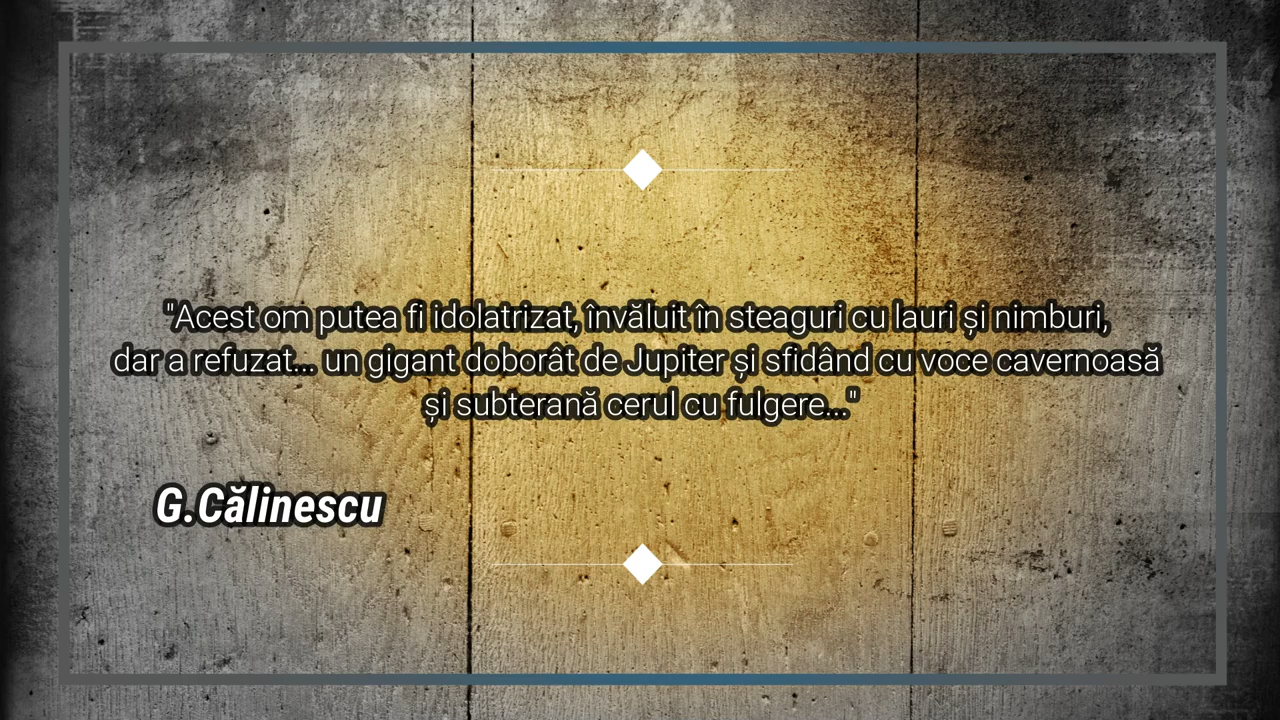 "Acest om putea fi idolatrizat, învăluit în steaguri cu lauri și nimburi,
dar a refuzat... un gigant doborât de Jupiter și sfidând cu voce cavernoasă
și subterană cerul cu fulgere..."
G.Călinescu